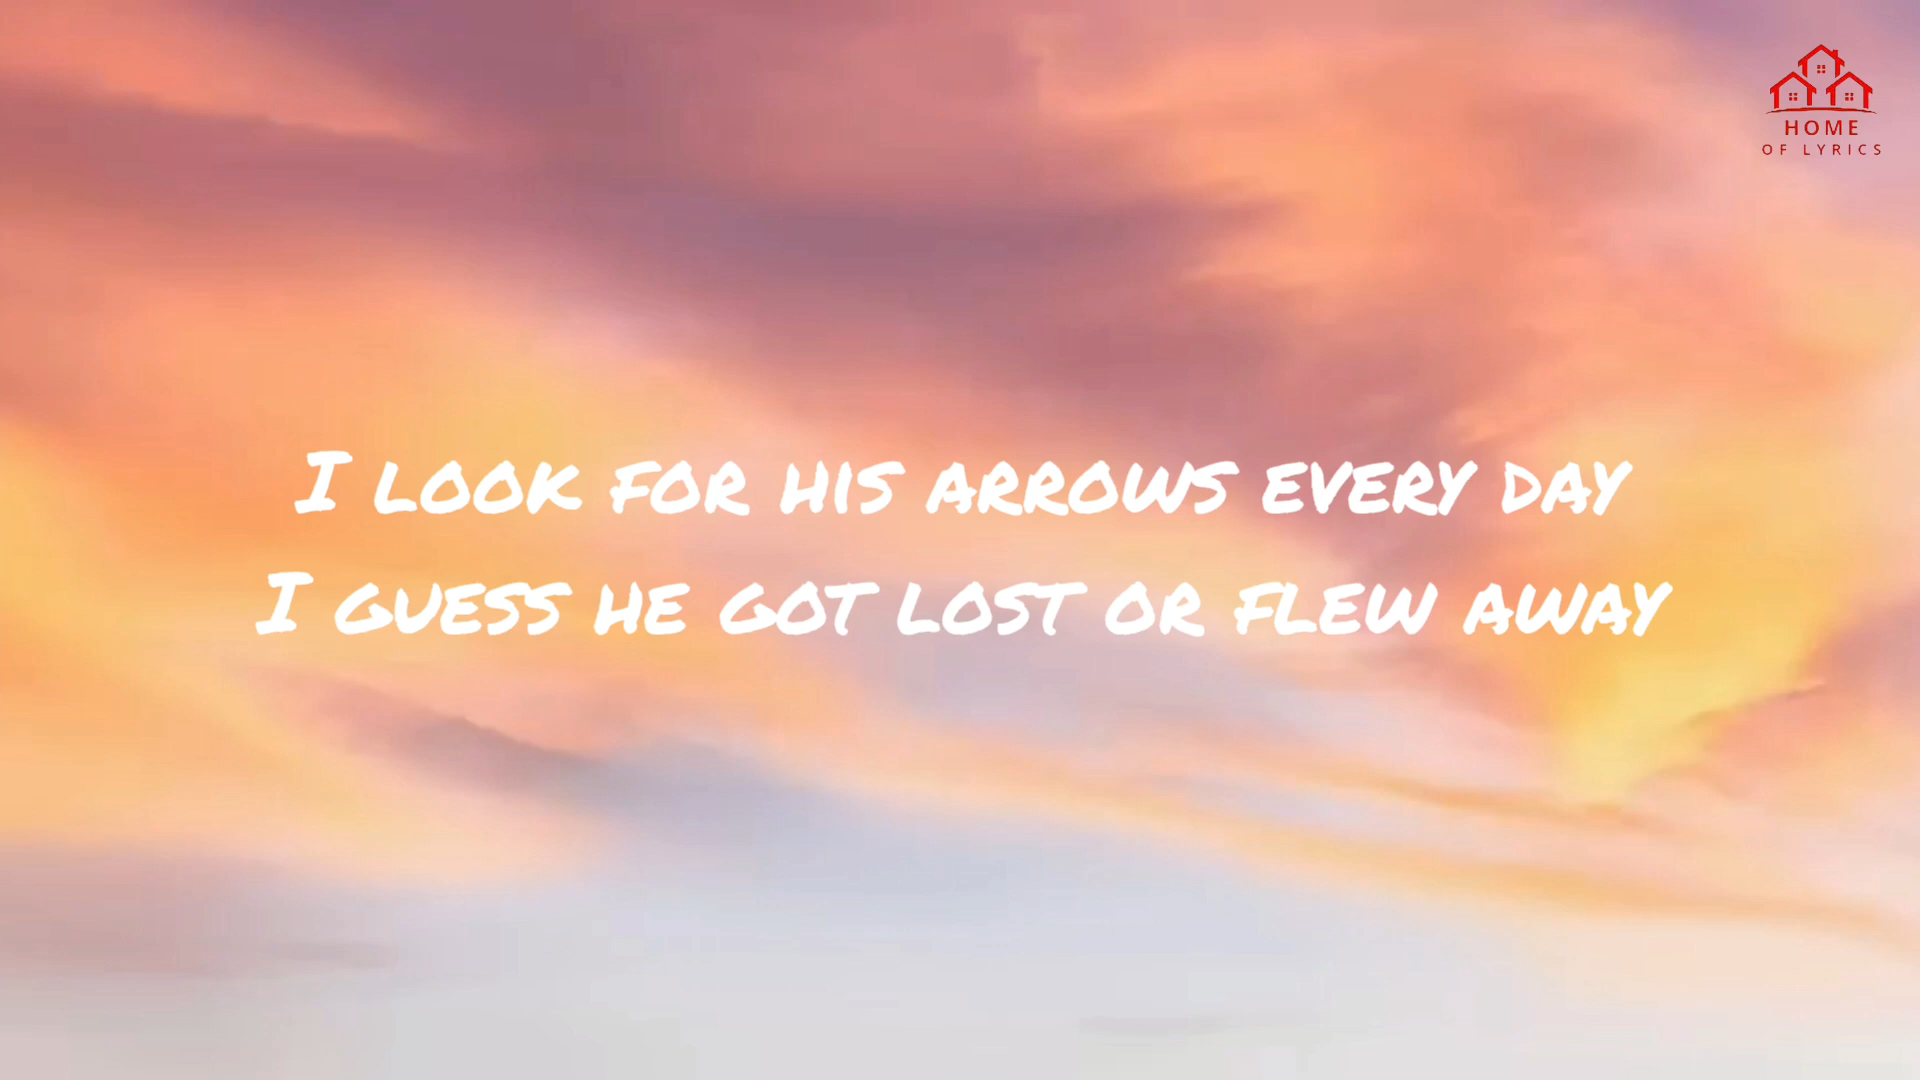 HOME
OF LYRICS
I LOOK FOR HIS ARROWS EVERY DAY
I GUESS HE GOT LOST OR FLEW AWAY